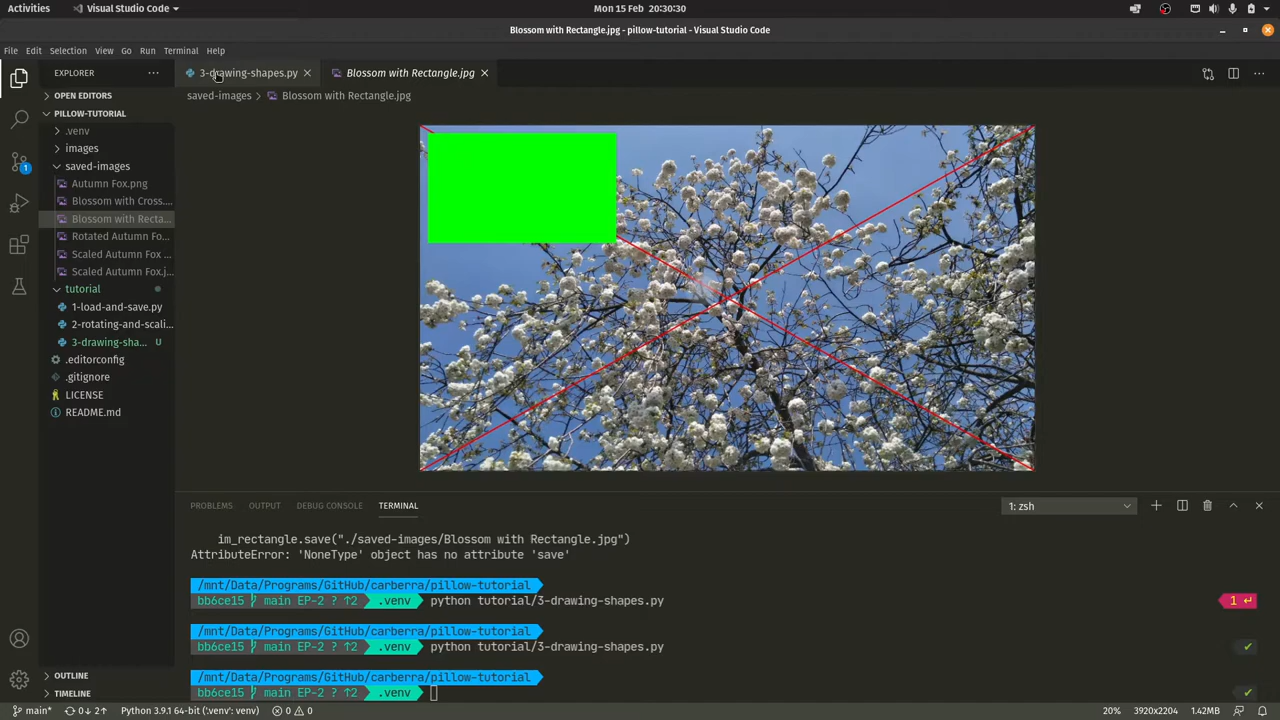 Activities
Visual Studio Code
Mon 15 Feb 20:30:30
Blossom with Rectangle.jpg - pillow-tutorial - Visual Studio Code
File Edit Selection View Go Run Terminal Help
EXPLORER
3-drawing-shapes.py
Blossom with Rectangle.jpg
OPEN EDITORS
saved-images > Blossom with Rectangle.jpg
PILLOW-TUTORIAL
.venv
images
saved-images
Autumn Fox.png
Blossom with Cross....
Blossom with Recta...
Rotated Autumn Fo...
Scaled Autumn Fox ...
Scaled Autumn Fox.j...
tutorial
1-load-and-save.py
2-rotating-and-scali...
3-drawing-sha... U
.editorconfig
.gitignore
LICENSE
README.md
1
PROBLEMS OUTPUT DEBUG CONSOLE TERMINAL
1: zsh
im_rectangle.save("./saved-images/Blossom with Rectangle.jpg")
AttributeError: 'NoneType' object has no attribute 'save'
/mnt/Data/Programs/GitHub/carberra/pillow-tutorial
bb6ce15 main EP-2 ? ↑2 .venv python tutorial/3-drawing-shapes.py 1 ↵
/mnt/Data/Programs/GitHub/carberra/pillow-tutorial
bb6ce15 main EP-2 ? ↑2 .venv python tutorial/3-drawing-shapes.py ✔
/mnt/Data/Programs/GitHub/carberra/pillow-tutorial
bb6ce15 main EP-2 ? ↑2 .venv ✔
OUTLINE
TIMELINE
main* 0↓ 2↑ Python 3.9.1 64-bit ('.venv': venv) 0 0 20% 3920x2204 1.42MB